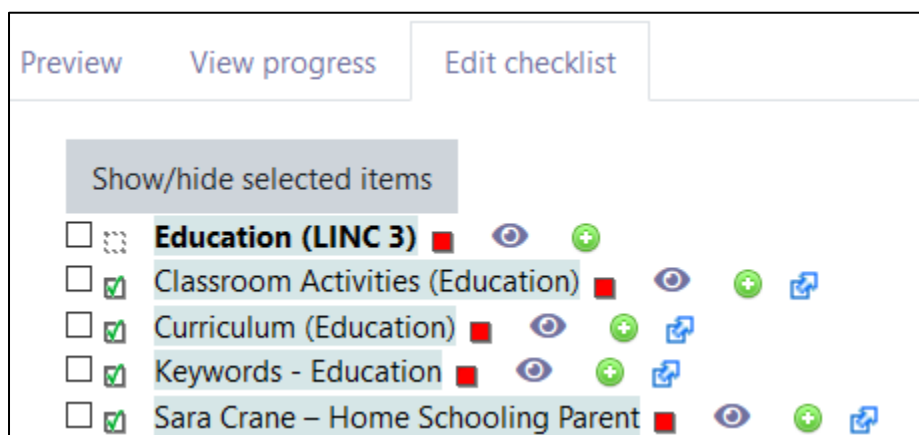 Preview View progress Edit checklist
Show/hide selected items
Education (LINC 3)
Classroom Activities (Education)
Curriculum (Education)
Keywords - Education
Sara Crane – Home Schooling Parent